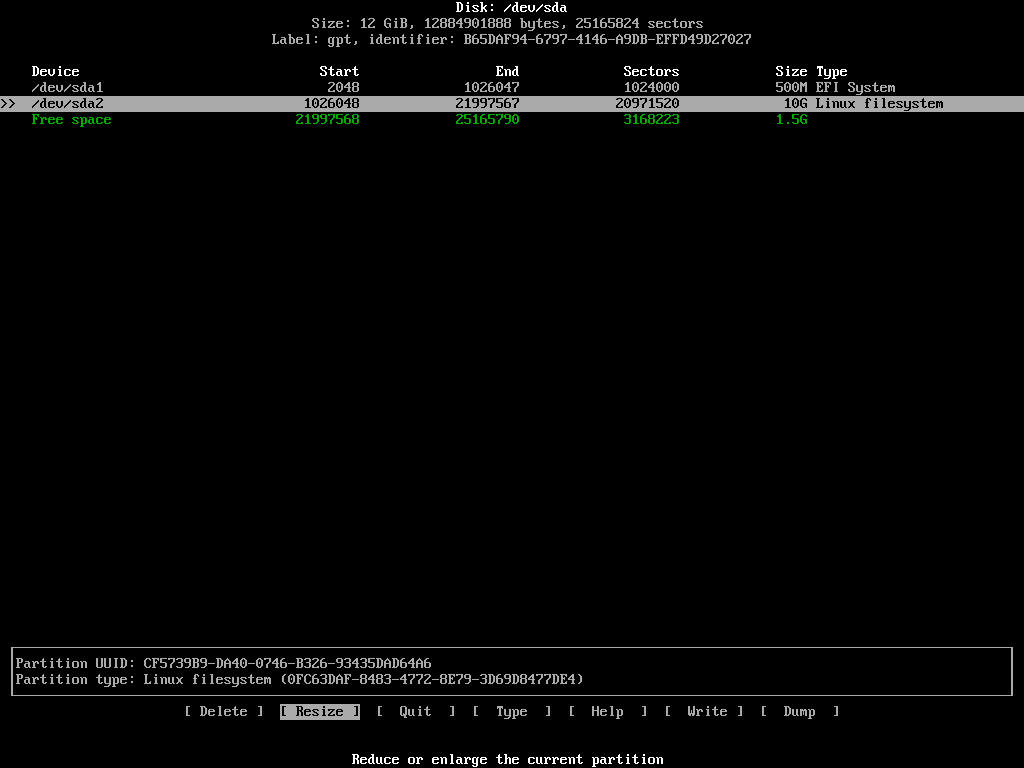 Disk: /dev/sda
Size: 12 GiB, 12884901888 bytes, 25165824 sectors
Label: gpt, identifier: B65DAF94-6797-4146-A9DB-EFFD49D27027
Device Start End Sectors Size Type
/dev/sda1 2048 1026047 1024000 500M EFI System
>> /dev/sda2 1026048 21997567 20971520 10G Linux filesystem
Free space 21997568 25165790 3168223 1.5G
Partition UUID: CF5739B9-DA40-0746-B326-93435DAD64A6
Partition type: Linux filesystem (0FC63DAF-8483-4772-8E79-3D69D8477DE4)
[ Delete ] [ Resize ] [ Quit ] [ Type ] [ Help ] [ Write ] [ Dump ]
Reduce or enlarge the current partition